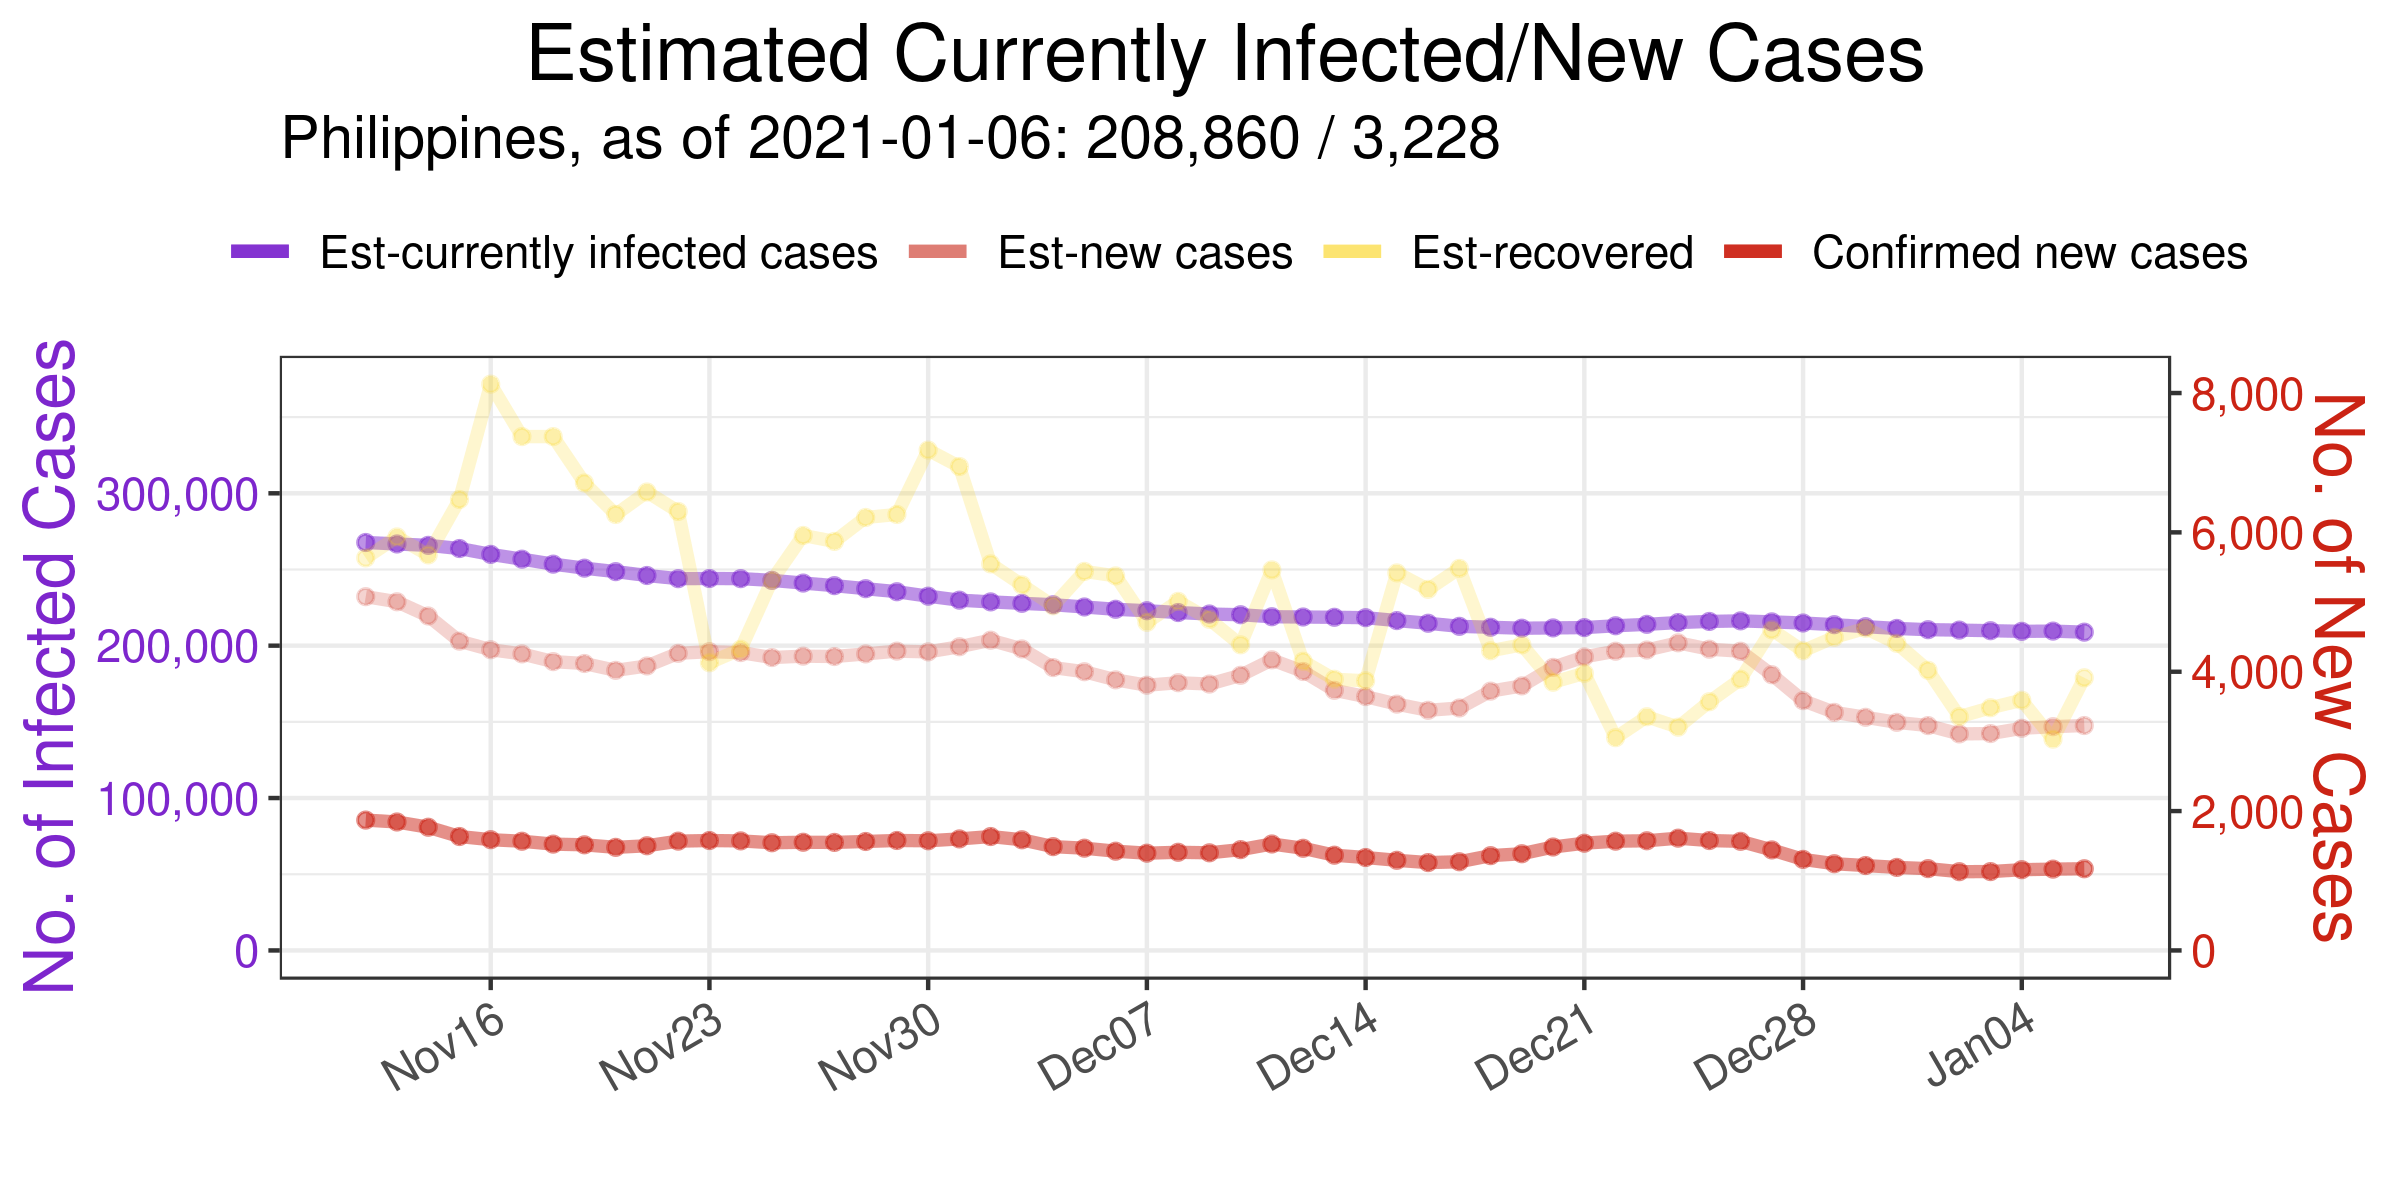 Estimated Currently Infected/New Cases
Philippines, as of 2021-01-06: 208,860 / 3,228
Est-currently infected cases Est-new cases Est-recovered Confirmed new cases
No. of Infected Cases
300,000
200,000
100,000
0
8,000
6,000
4,000
2,000
0
No. of New Cases
Nov16 Nov23 Nov30 Dec07 Dec14 Dec21 Dec28 Jan04